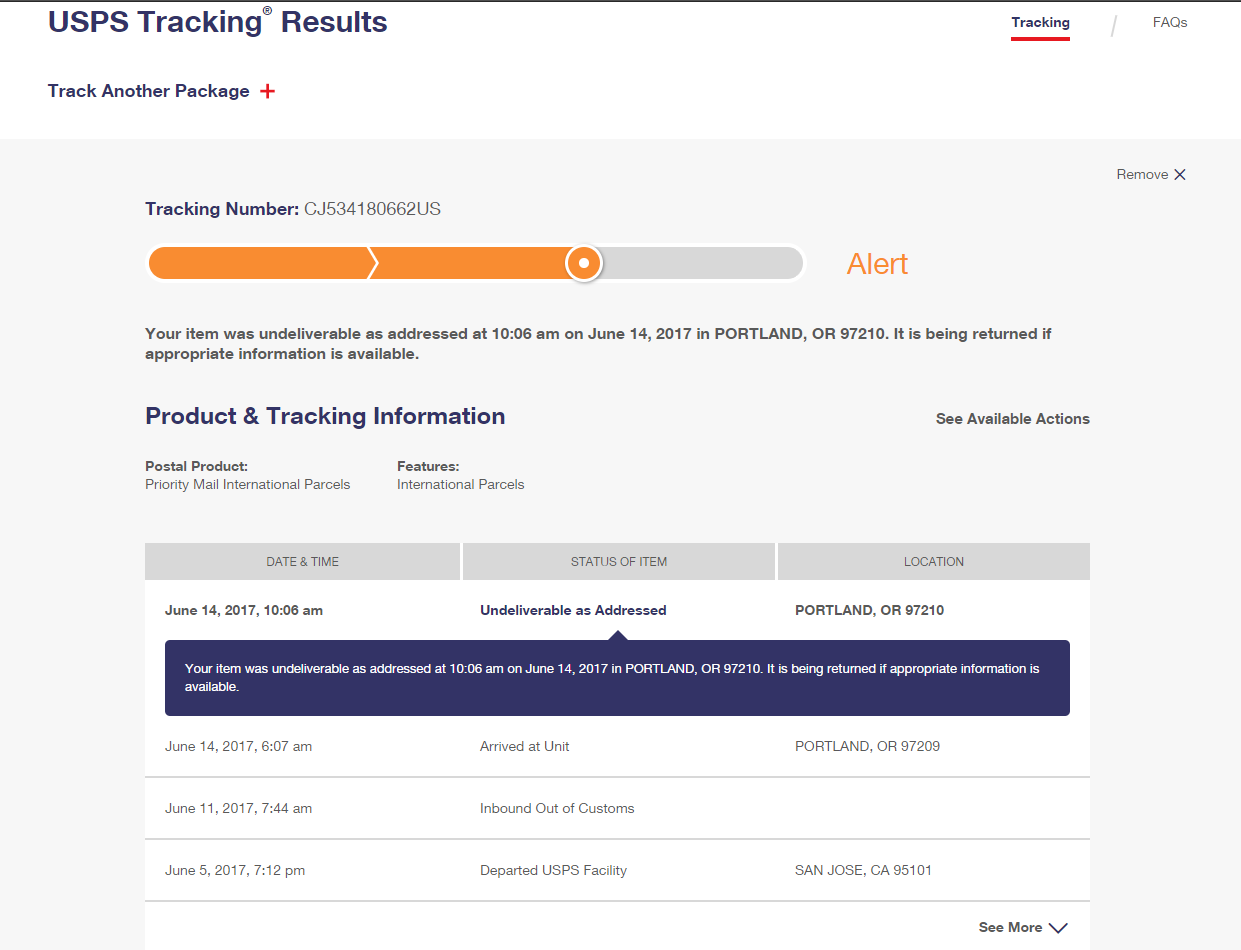 USPS Tracking® Results
Tracking
FAQs
Track Another Package +
Remove
Tracking Number: CJ534180662US
Alert
Your item was undeliverable as addressed at 10:06 am on June 14, 2017 in PORTLAND, OR 97210. It is being returned if
appropriate information is available.
Product & Tracking Information
See Available Actions
Postal Product:
Features:
Priority Mail International Parcels
International Parcels
DATE & TIME
STATUS OF ITEM
LOCATION
June 14, 2017, 10:06 am
Undeliverable as Addressed
PORTLAND, OR 97210
Your item was undeliverable as addressed at 10:06 am on June 14, 2017 in PORTLAND, OR 97210. It is being returned if appropriate information is
available.
June 14, 2017, 6:07 am
Arrived at Unit
PORTLAND, OR 97209
June 11, 2017, 7:44 am
Inbound Out of Customs
June 5, 2017, 7:12 pm
Departed USPS Facility
SAN JOSE, CA 95101
See More